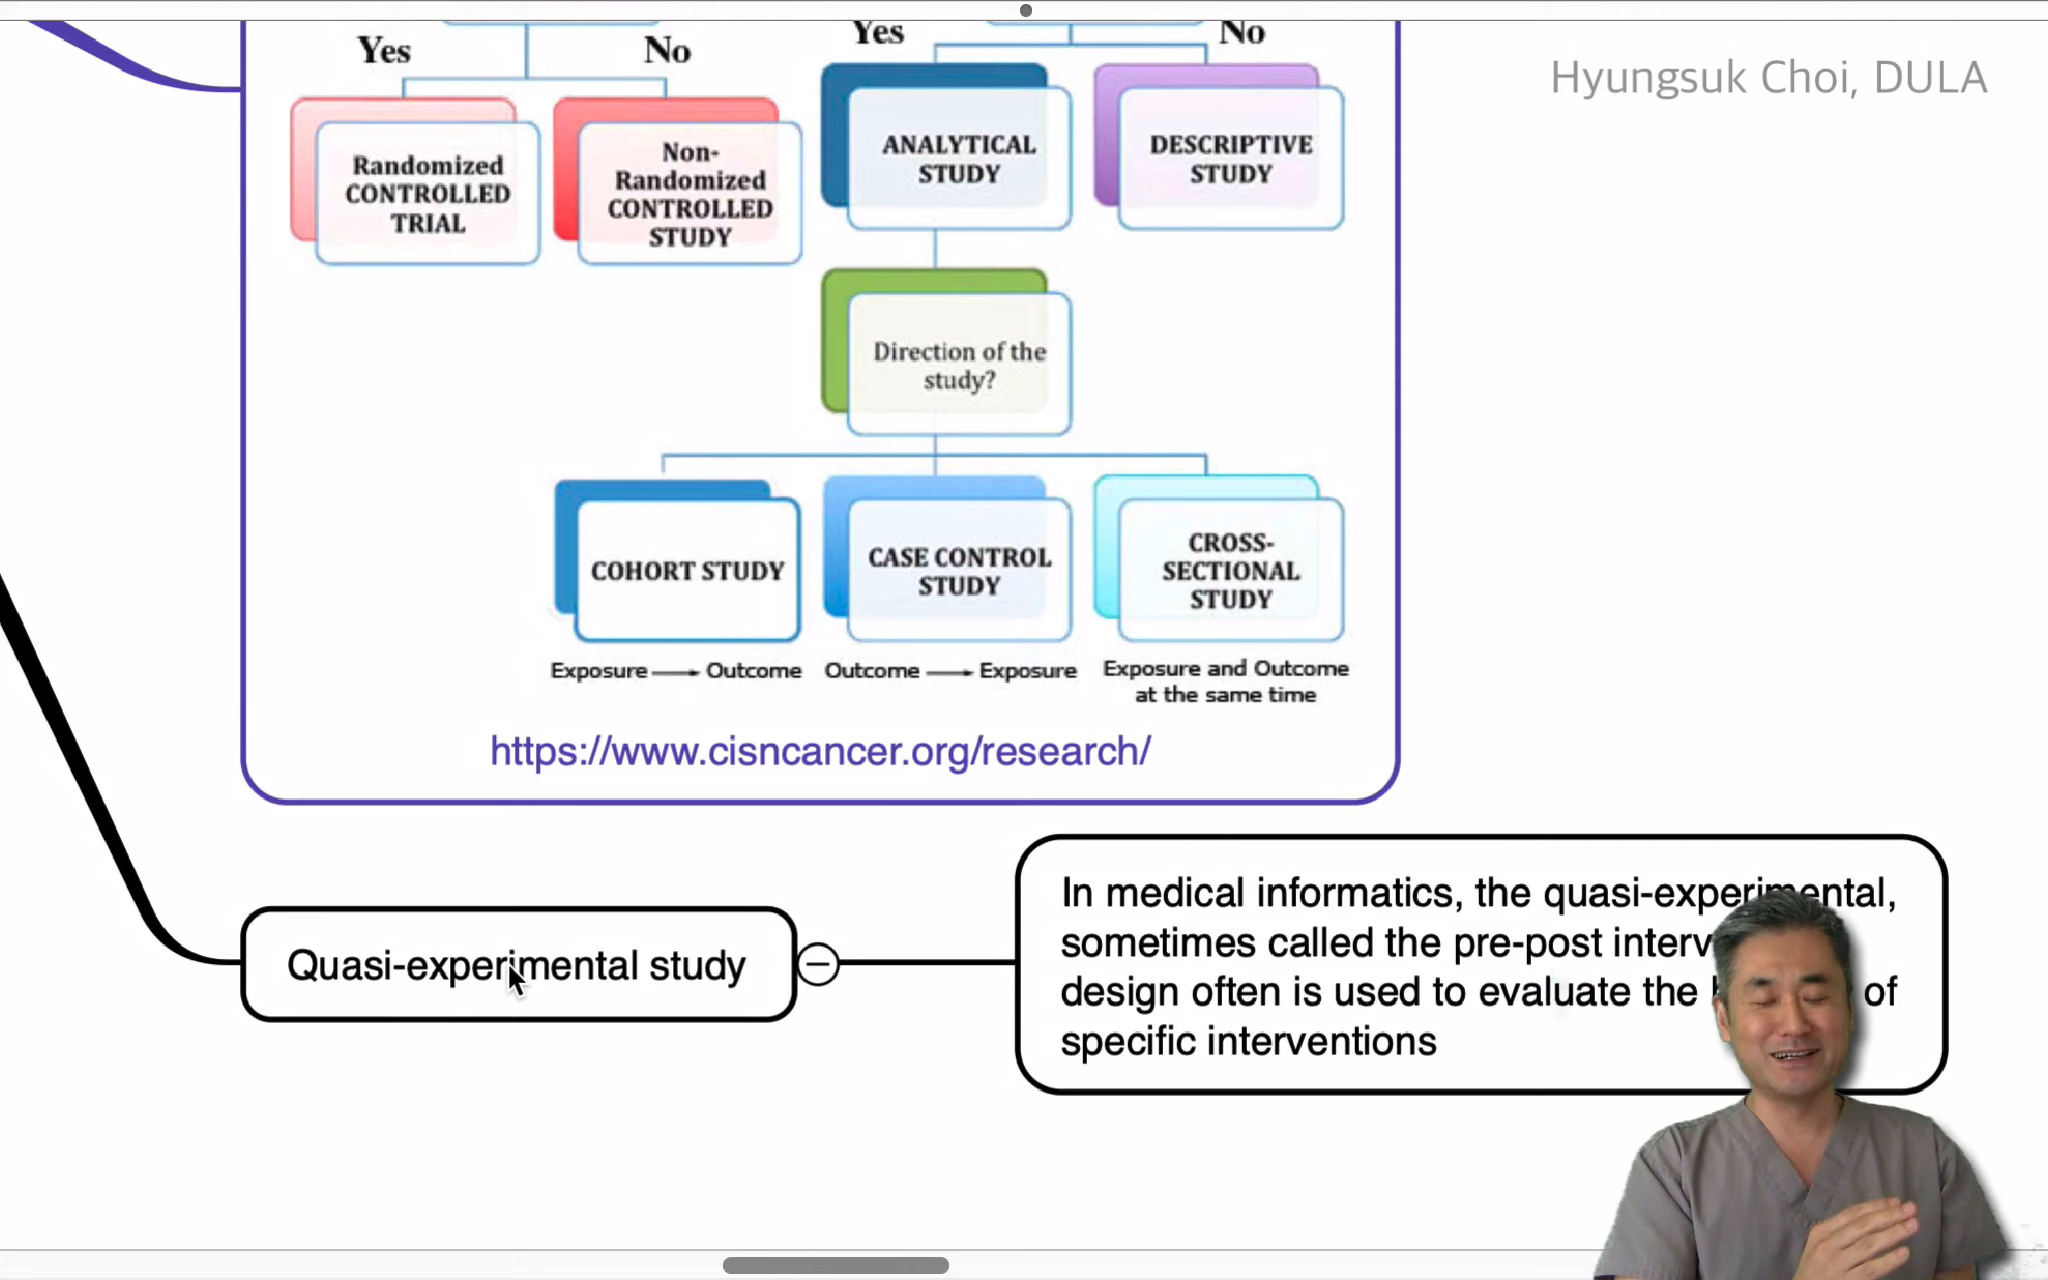 Yes
No
Yes
No
Hyungsuk Choi, DULA
Randomized
CONTROLLED
TRIAL
Non-
Randomized
CONTROLLED
STUDY
ANALYTICAL
STUDY
DESCRIPTIVE
STUDY
Direction of the
study?
COHORT STUDY
CASE CONTROL
STUDY
CROSS-
SECTIONAL
STUDY
Exposure → Outcome
Outcome → Exposure
Exposure and Outcome
at the same time
https://www.cisncancer.org/research/
Quasi-experimental study
In medical informatics, the quasi-experimental,
sometimes called the pre-post
design often is used to evaluate the of
specific interventions